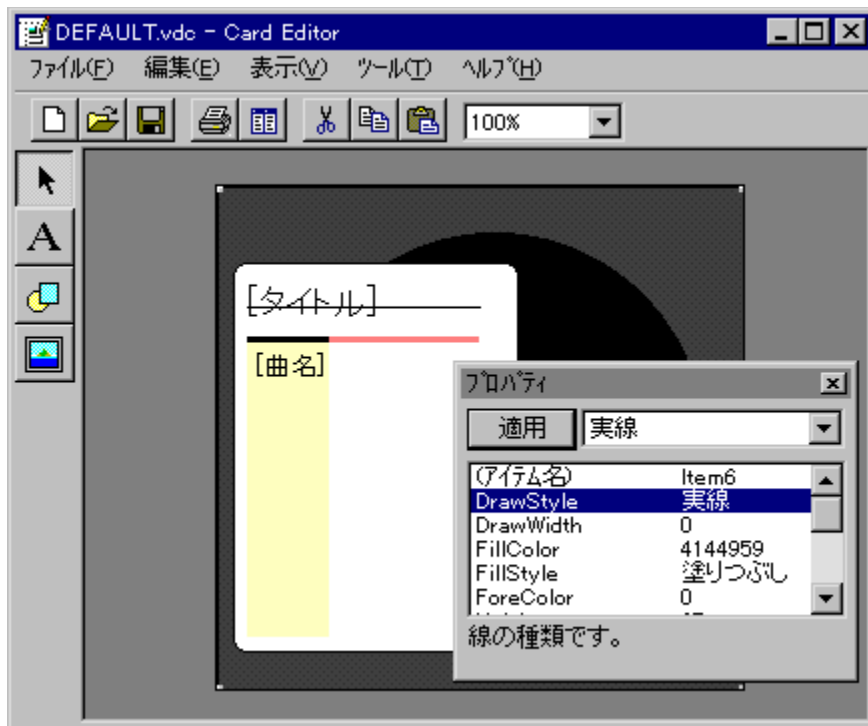 DEFAULT.vdc - Card Editor
ﾌｧｲﾙ(F) 編集(E) 表示(V) ﾂｰﾙ(T) ﾍﾙﾌﾟ(H)
100%
A
[タイトル]
[曲名]
ﾌﾟﾛﾊﾟﾃｨ
適用 実線
(ｱｲﾃﾑ名) Item6
DrawStyle 実線
DrawWidth 0
FillColor 4144959
FillStyle 塗りつぶし
ForeColor 0
線の種類です。